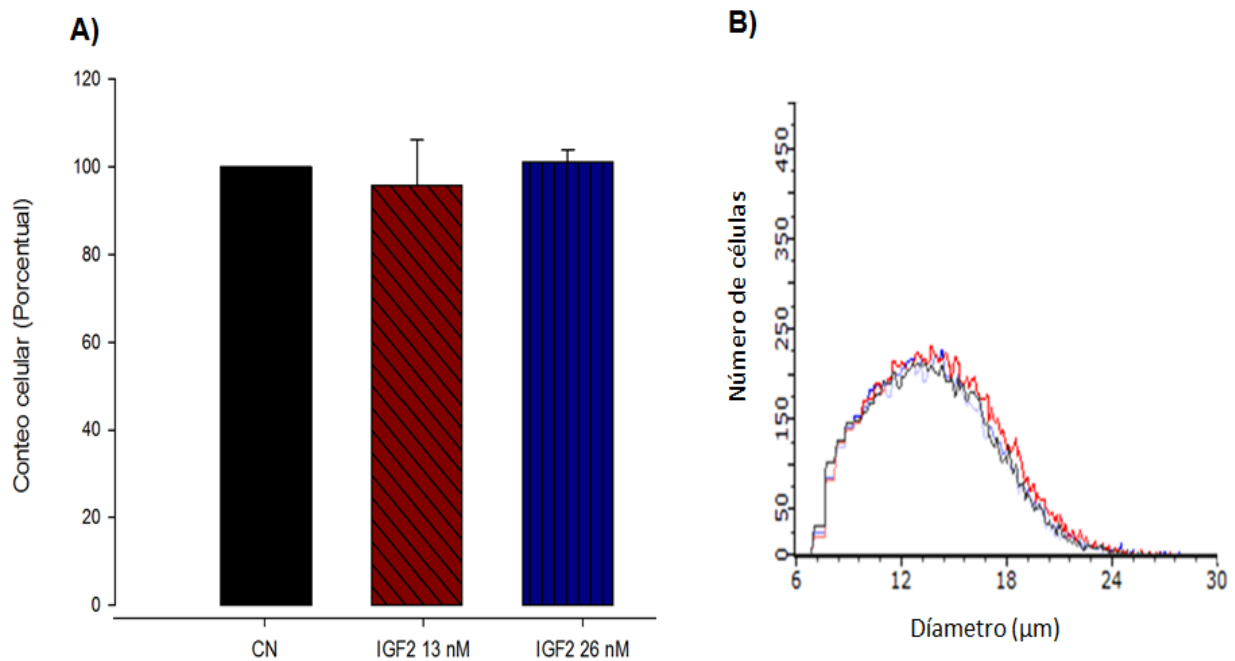 A)
Conteo celular (Porcentual)
120
100
80
60
40
20
0
CN
IGF2 13 nM
IGF2 26 nM
B)
Número de células
450
350
250
150
50
0
6
12
18
24
30
Díametro (µm)